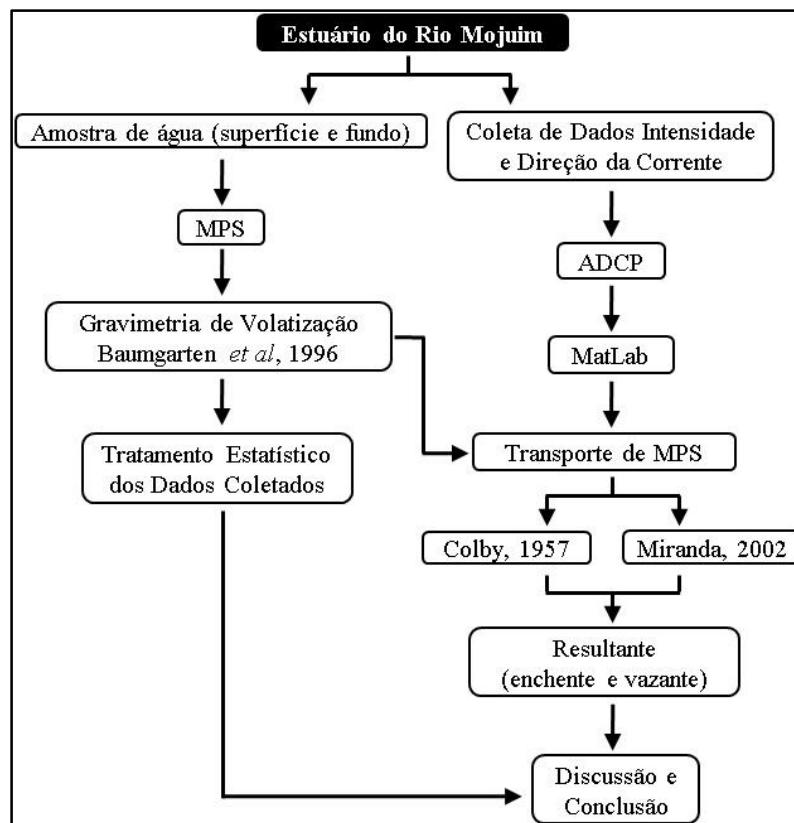 Estuário do Rio Mojuim
Amostra de água (superfície e fundo)
Coleta de Dados Intensidade
e Direção da Corrente
MPS
ADCP
Gravimetria de Volatização
Baumgarten et al, 1996
MatLab
Tratamento Estatístico
dos Dados Coletados
Transporte de MPS
Colby, 1957
Miranda, 2002
Resultante
(enchente e vazante)
Discussão e
Conclusão